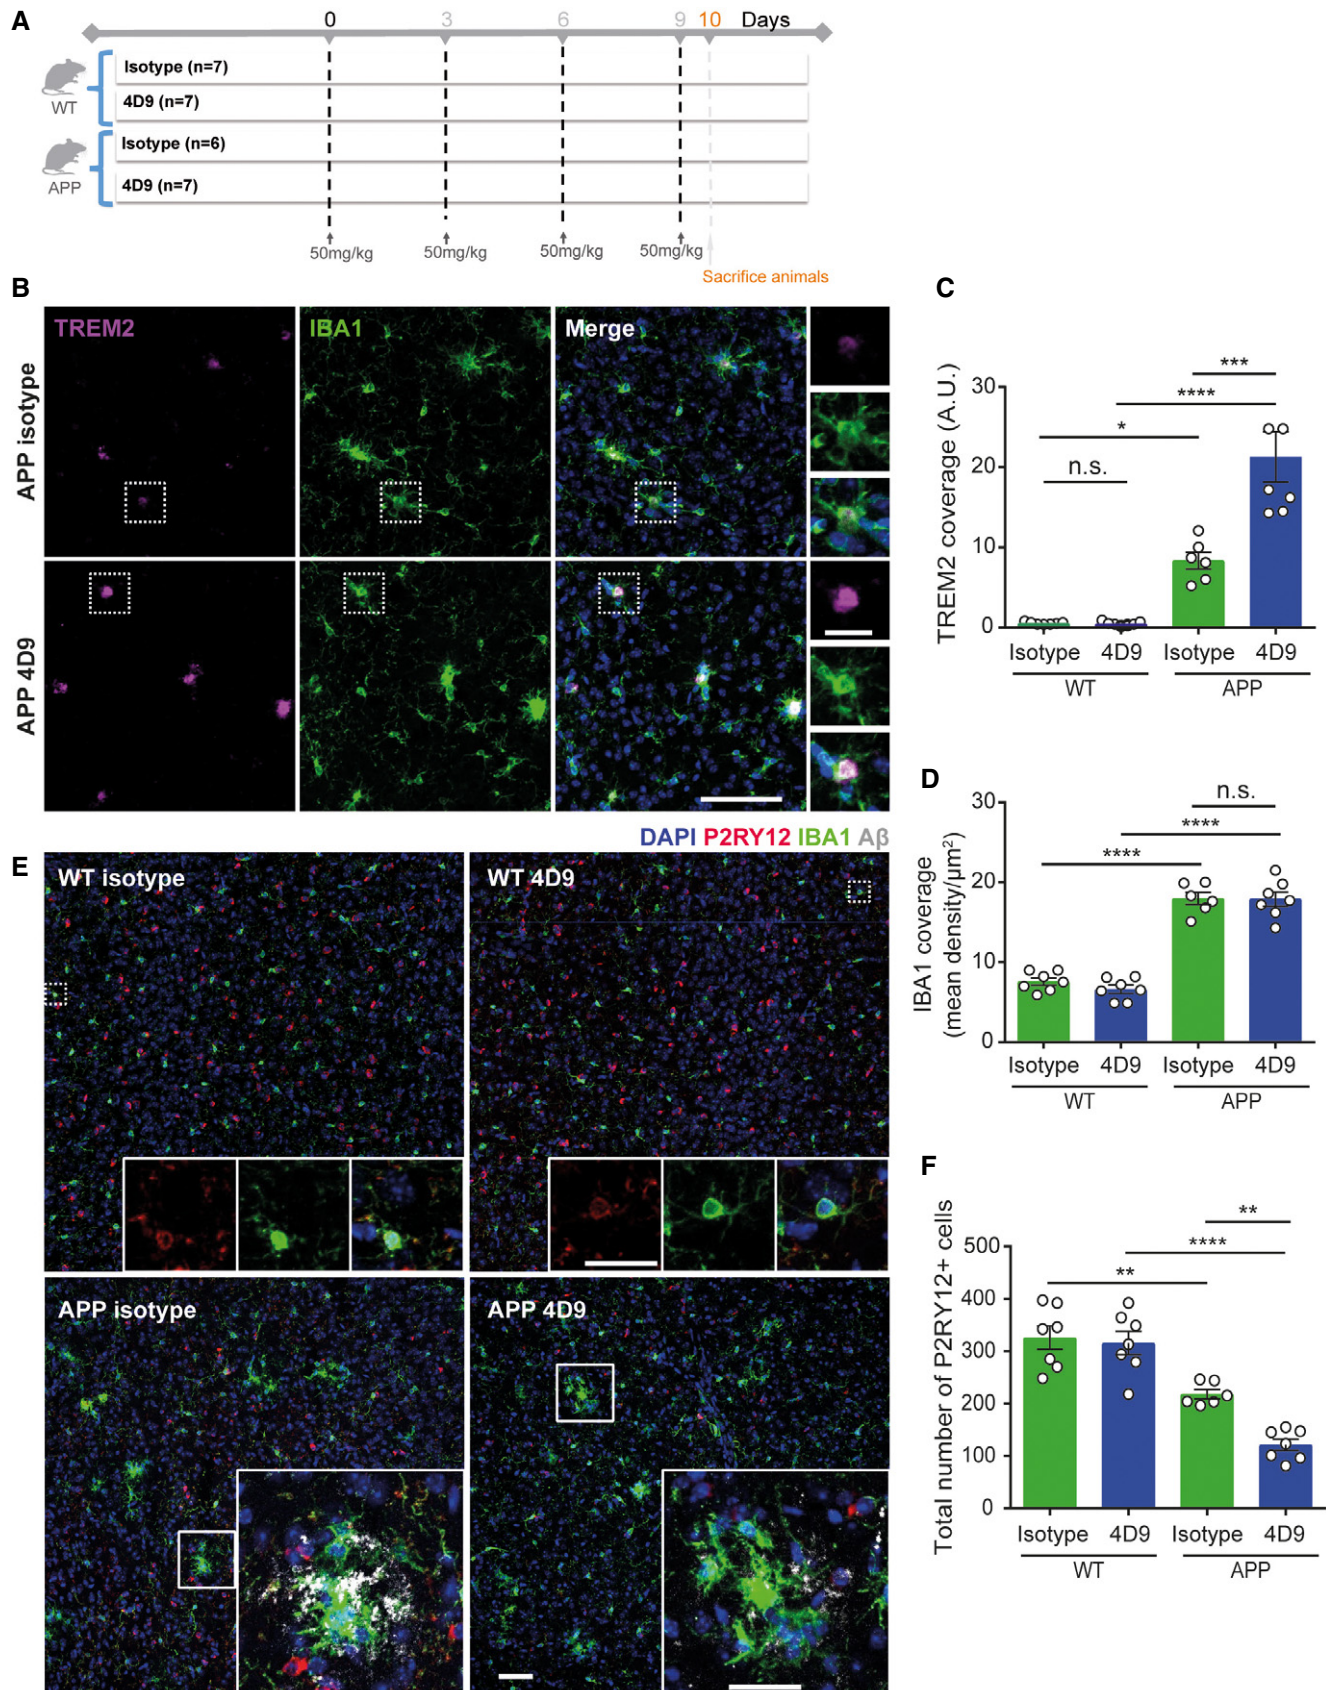 A
0 3 6 9 10 Days
Isotype (n=7)
4D9 (n=7)
WT
Isotype (n=6)
4D9 (n=7)
APP
50mg/kg 50mg/kg 50mg/kg 50mg/kg
Sacrifice animals
B
TREM2 IBA1 Merge
APP isotype
APP 4D9
C
TREM2 coverage (A.U.)
30
20
10
0
***
****
*
n.s.
Isotype 4D9 Isotype 4D9
WT APP
D
IBA1 coverage
(mean density/µm²)
30
20
10
0
n.s.
****
****
Isotype 4D9 Isotype 4D9
WT APP
DAPI P2RY12 IBA1 Aβ
E
WT isotype WT 4D9
APP isotype APP 4D9
F
Total number of P2RY12+ cells
500
400
300
200
100
0
**
****
**
Isotype 4D9 Isotype 4D9
WT APP